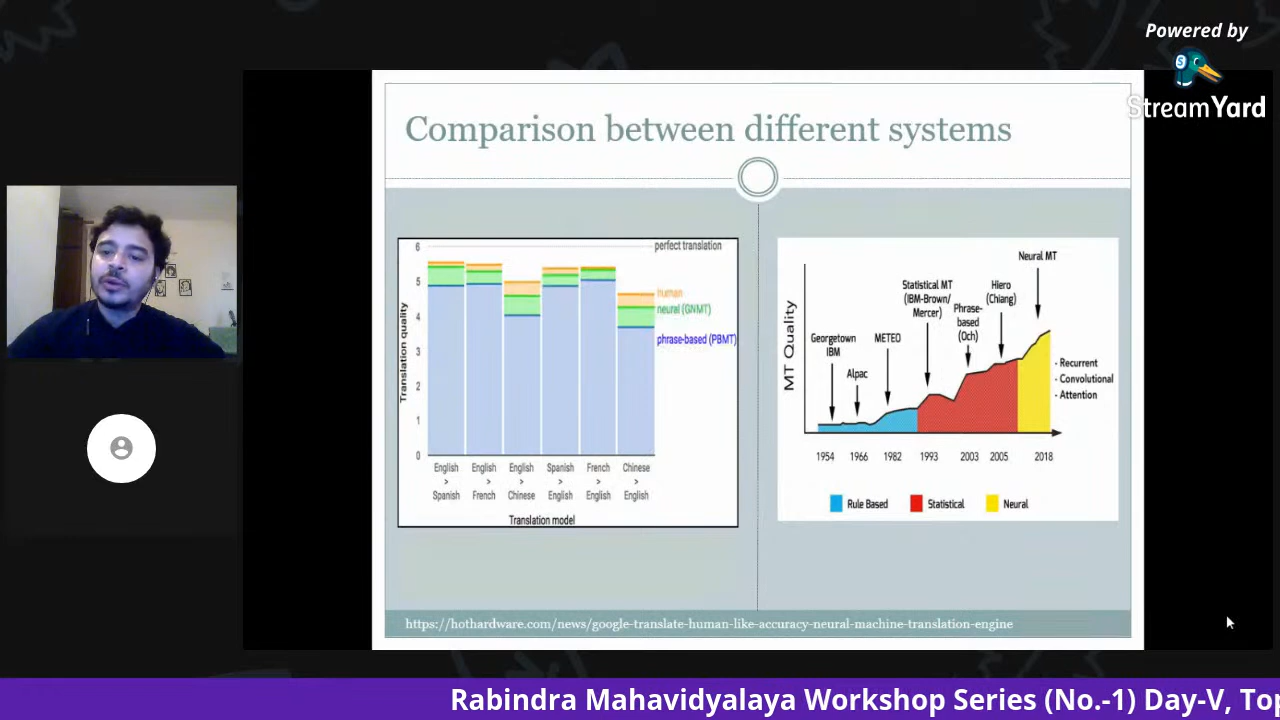 Powered by
StreamYard
Comparison between different systems
6
5
4
3
2
1
0
Translation quality
perfect translation
human
neural (GNMT)
phrase-based (PBMT)
English
>
Spanish
English
>
French
English
>
Chinese
Spanish
>
English
French
>
English
Chinese
>
English
Translation model
MT Quality
Georgetown
IBM
Alpac
METEO
Statistical MT
(IBM-Brown/
Mercer)
Phrase-
based
(Och)
Hiero
(Chiang)
Neural MT
- Recurrent
- Convolutional
- Attention
1954
1966
1982
1993
2003
2005
2018
Rule Based
Statistical
Neural
https://hothardware.com/news/google-translate-human-like-accuracy-neural-machine-translation-engine
Rabindra Mahavidyalaya Workshop Series (No.-1) Day-V, Top